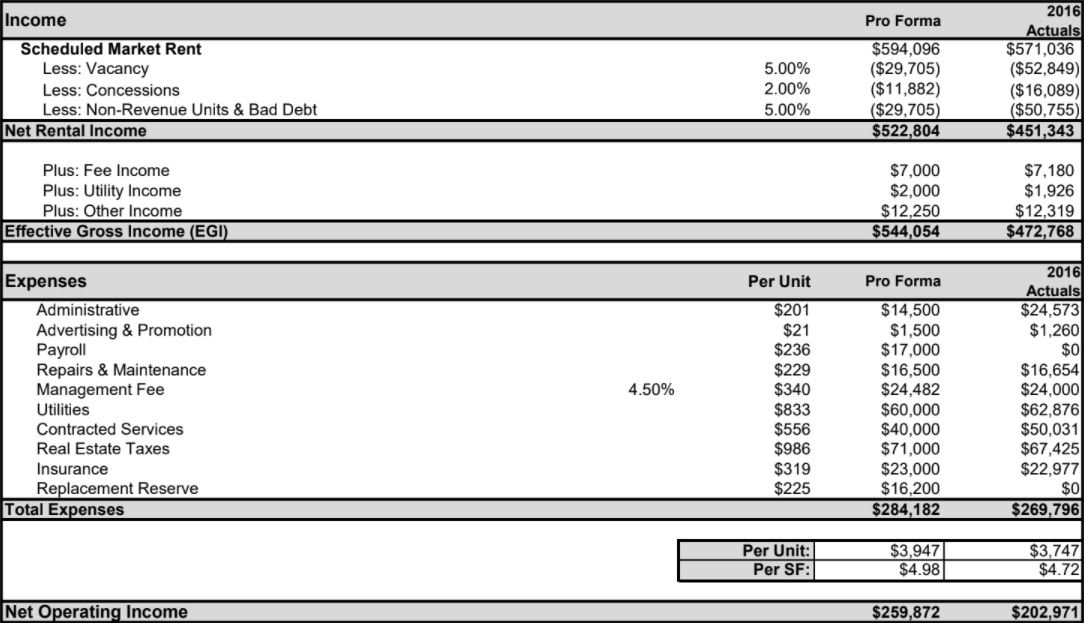 Income Pro Forma 2016 Actuals
Scheduled Market Rent $594,096 $571,036
Less: Vacancy 5.00% ($29,705) ($52,849)
Less: Concessions 2.00% ($11,882) ($16,089)
Less: Non-Revenue Units & Bad Debt 5.00% ($29,705) ($50,755)
Net Rental Income $522,804 $451,343
Plus: Fee Income $7,000 $7,180
Plus: Utility Income $2,000 $1,926
Plus: Other Income $12,250 $12,319
Effective Gross Income (EGI) $544,054 $472,768
Expenses Per Unit Pro Forma 2016 Actuals
Administrative $201 $14,500 $24,573
Advertising & Promotion $21 $1,500 $1,260
Payroll $236 $17,000 $0
Repairs & Maintenance $229 $16,500 $16,654
Management Fee 4.50% $340 $24,482 $24,000
Utilities $833 $60,000 $62,876
Contracted Services $556 $40,000 $50,031
Real Estate Taxes $986 $71,000 $67,425
Insurance $319 $23,000 $22,977
Replacement Reserve $225 $16,200 $0
Total Expenses $284,182 $269,796
Per Unit: $3,947 $3,747
Per SF: $4.98 $4.72
Net Operating Income $259,872 $202,971